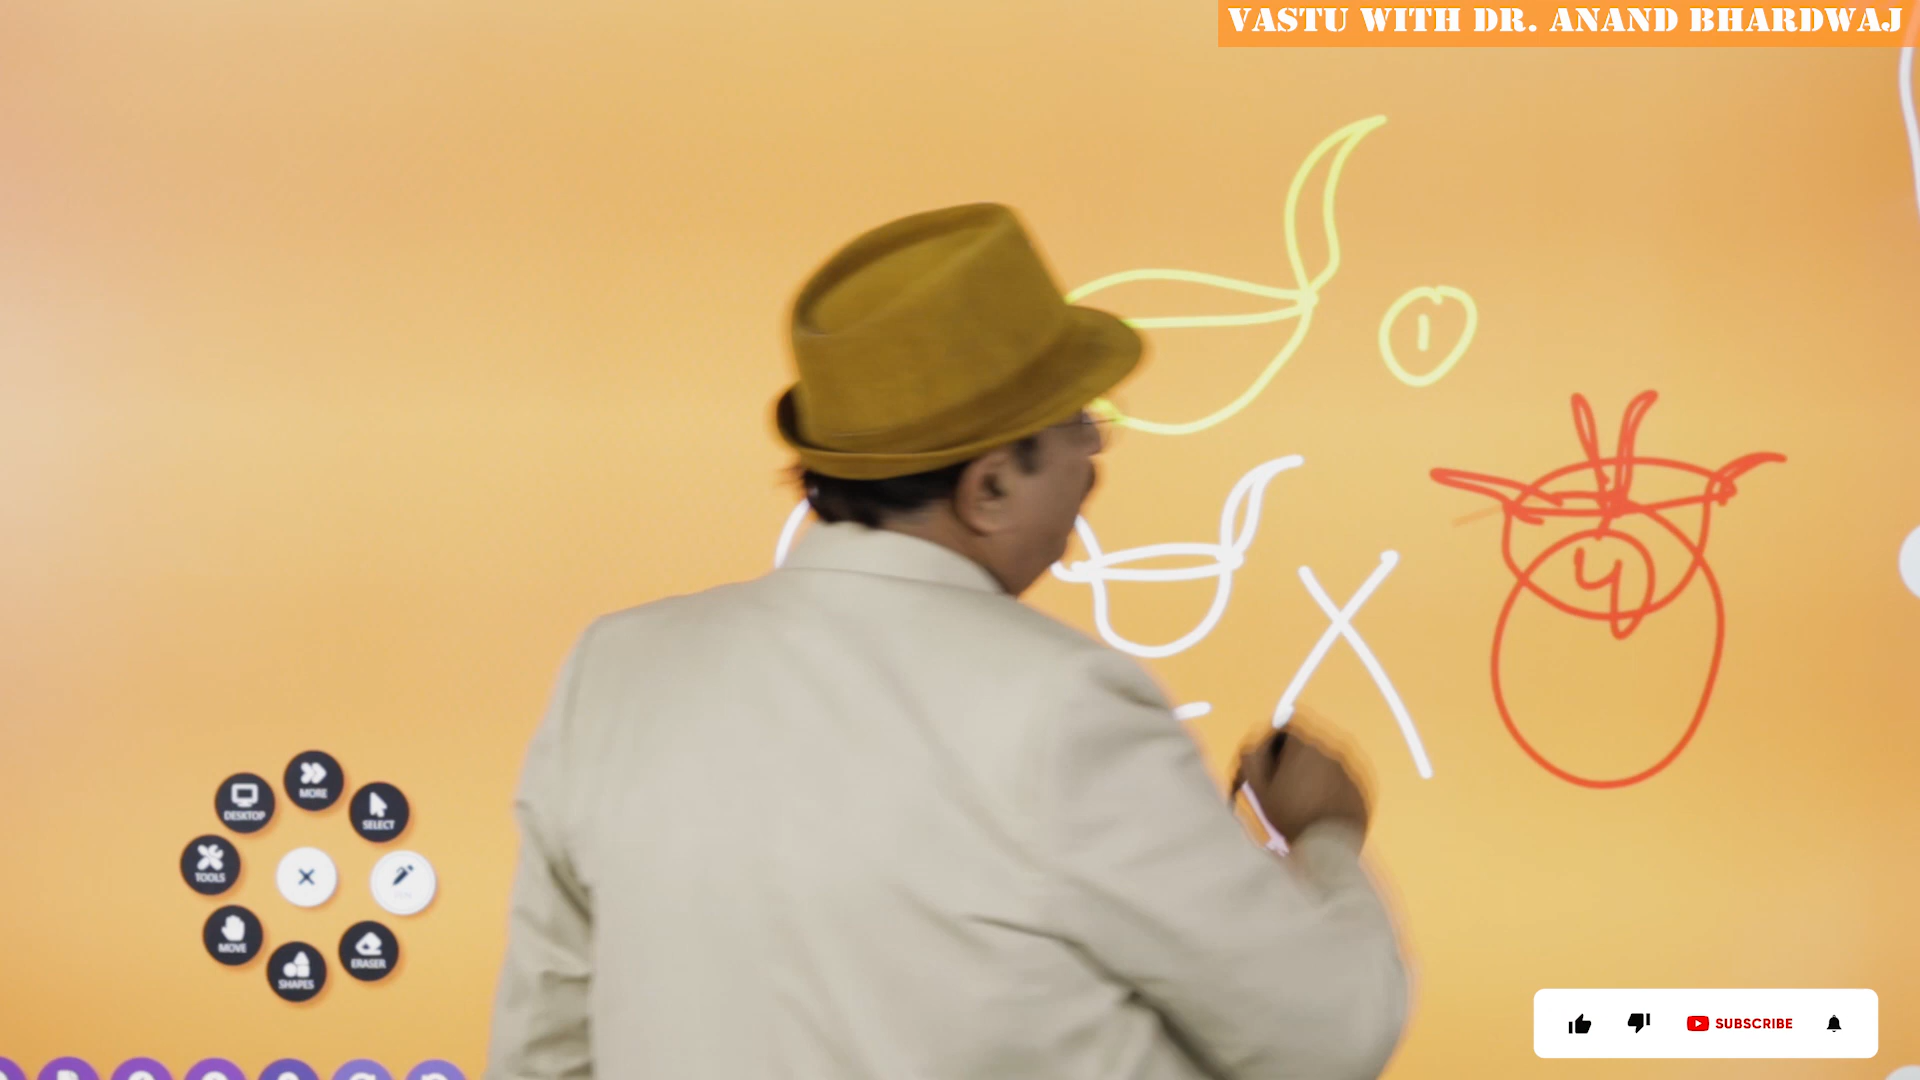 VASTU WITH DR. ANAND BHARDWAJ
1
4
X
MORE
DESKTOP
SELECT
TOOLS
MOVE
ERASER
SHAPES
SUBSCRIBE